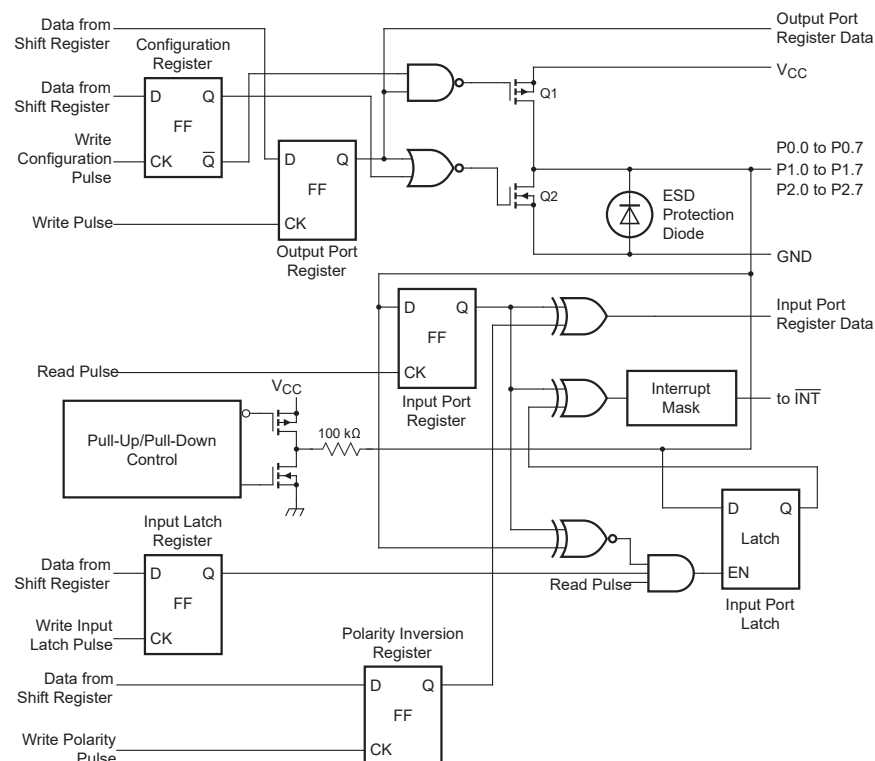 Data from
Shift Register
Configuration
Register
Data from
Shift Register
D
Q
FF
CK
Q
Write
Configuration
Pulse
Write Pulse
D
Q
FF
CK
Output Port
Register
Q1
Q2
Output Port
Register Data
VCC
P0.0 to P0.7
P1.0 to P1.7
P2.0 to P2.7
ESD
Protection
Diode
GND
D
Q
FF
CK
Input Port
Register
Read Pulse
Input Port
Register Data
Interrupt
Mask
to INT
VCC
Pull-Up/Pull-Down
Control
100 kΩ
D
Q
Latch
EN
Input Port
Latch
Read Pulse
Input Latch
Register
Data from
Shift Register
D
Q
FF
CK
Write Input
Latch Pulse
Polarity Inversion
Register
Data from
Shift Register
D
Q
FF
CK
Write Polarity
Pulse